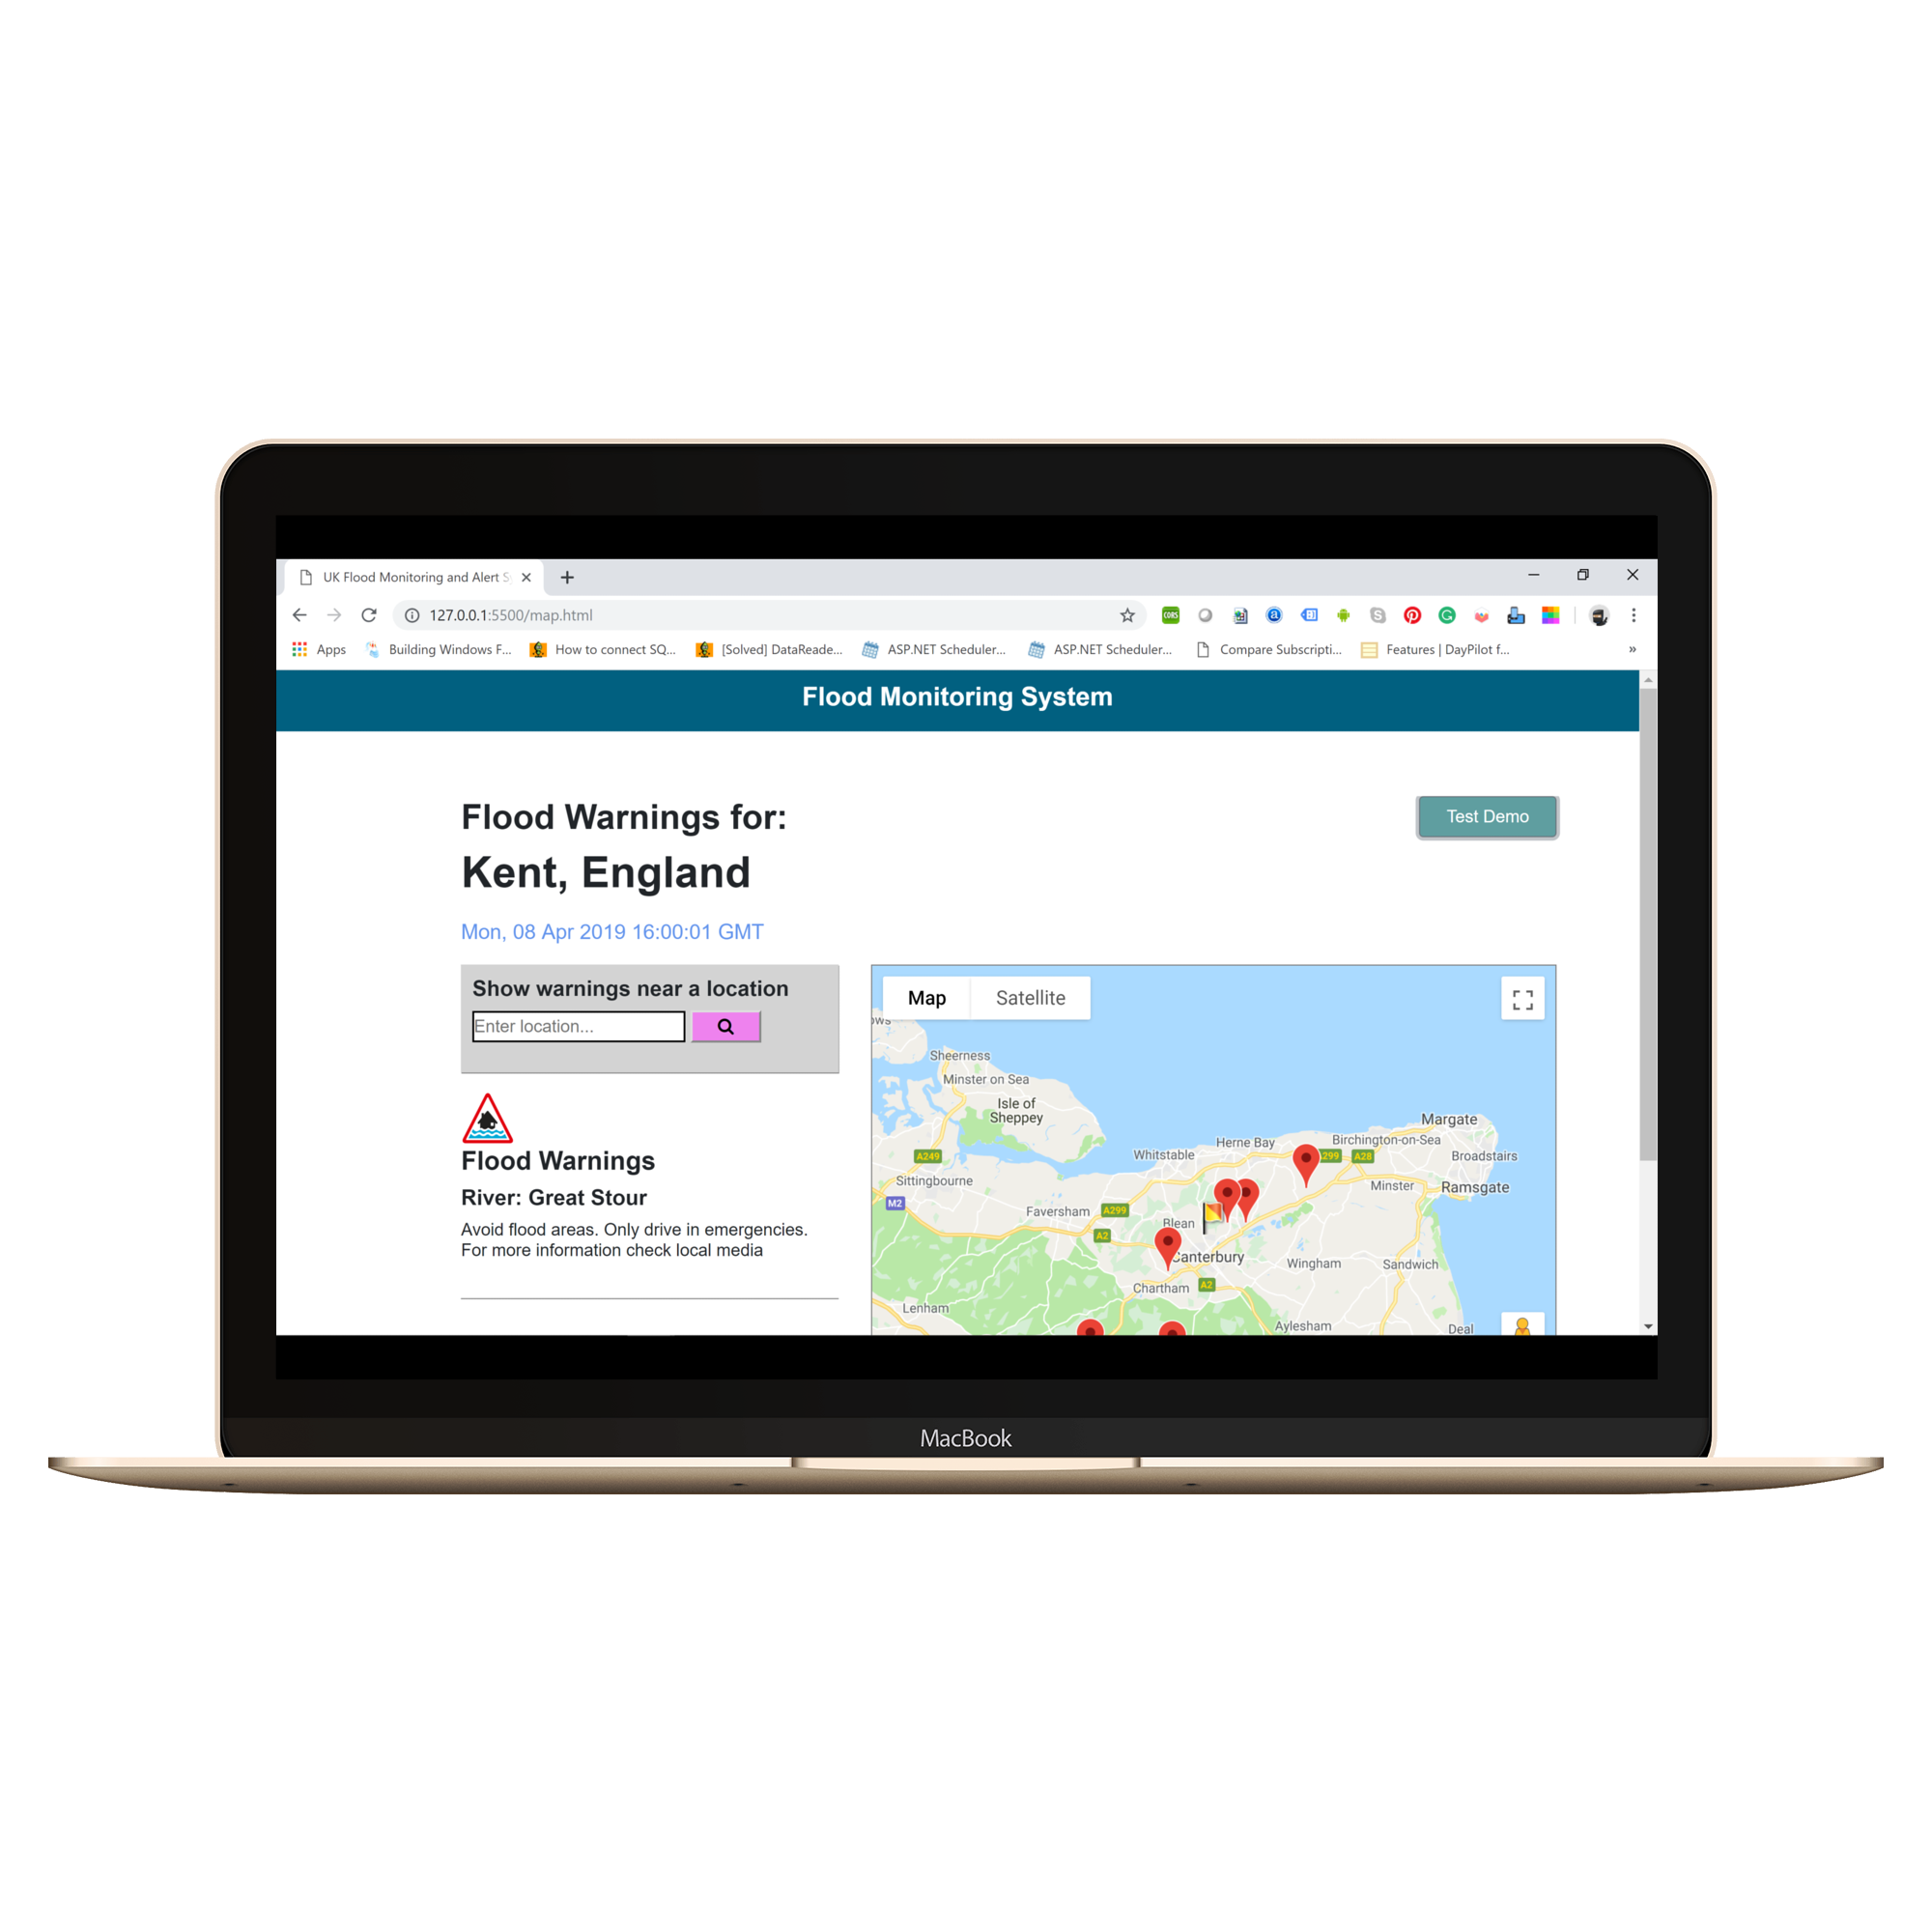 UK Flood Monitoring and Alert S
127.0.0.1:5500/map.html
CORS
Apps
Building Windows F...
How to connect SQ...
[Solved] DataReade...
ASP.NET Scheduler...
ASP.NET Scheduler...
Compare Subscripti...
Features | DayPilot f...
»
Flood Monitoring System
Flood Warnings for:
Test Demo
Kent, England
Mon, 08 Apr 2019 16:00:01 GMT
Show warnings near a location
Enter location...
Flood Warnings
River: Great Stour
Avoid flood areas. Only drive in emergencies.
For more information check local media
Map
Satellite
Sheerness
Minster on Sea
Isle of
Sheppey
Margate
Herne Bay
Birchington-on-Sea
Whitstable
A249
299
A28
Broadstairs
Sittingbourne
Minster
Ramsgate
M2
Faversham
A299
Blean
A2
Canterbury
Wingham
Sandwich
Chartham
A2
Lenham
Aylesham
Deal
MacBook